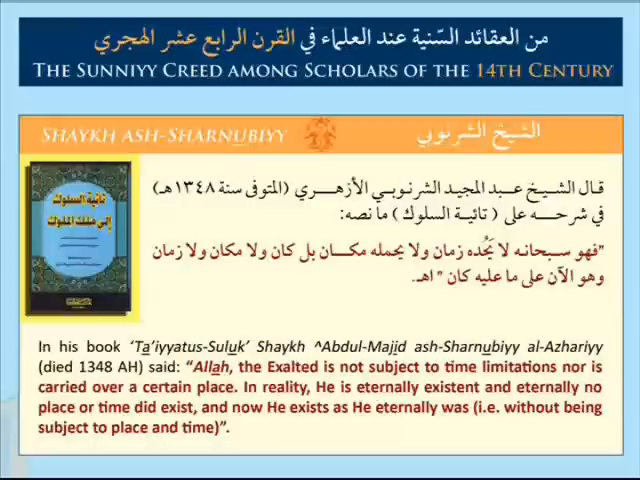 من العقائد السّنية عند العلماء في القرن الرابع عشر الهجري
THE SUNNIYY CREED AMONG SCHOLARS OF THE 14TH CENTURY
SHAYKH ASH-SHARNUBIYY
الشيخ الشرنوبي
تائية السلوك
إلى ملك الملوك
قال الشيخ عبد المجيد الشرنوبي الأزهري (المتوفى سنة ١٣٤٨هـ)
في شرحه على (تائية السلوك) ما نصه:
"فهو سبحانه لا يَحُده زمان ولا يحمله مكان بل كان ولا مكان ولا زمان
وهو الآن على ما عليه كان" اهـ.
In his book 'Ta'iyyatus-Suluk' Shaykh ^Abdul-Majid ash-Sharnubiyy al-Azhariyy
(died 1348 AH) said: "Allah, the Exalted is not subject to time limitations nor is
carried over a certain place. In reality, He is eternally existent and eternally no
place or time did exist, and now He exists as He eternally was (i.e. without being
subject to place and time)".